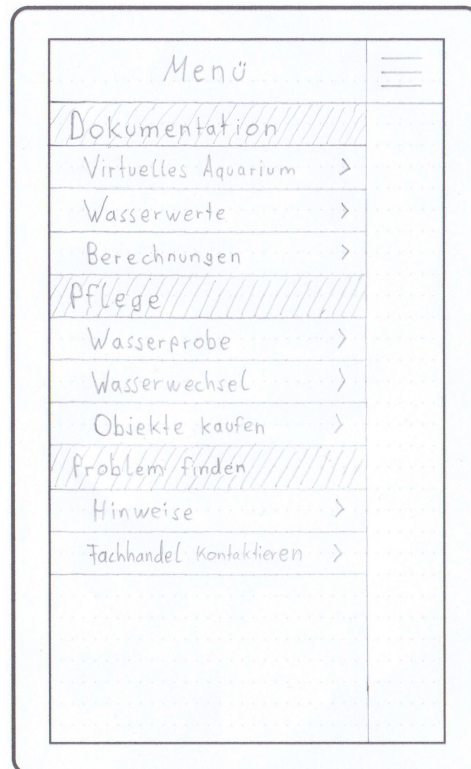 Menü
Dokumentation
Virtuelles Aquarium >
Wasserwerte >
Berechnungen >
Pflege
Wasserprobe >
Wasserwechsel >
Objekte kaufen >
Problem finden
Hinweise >
Fachhandel Kontaktieren >